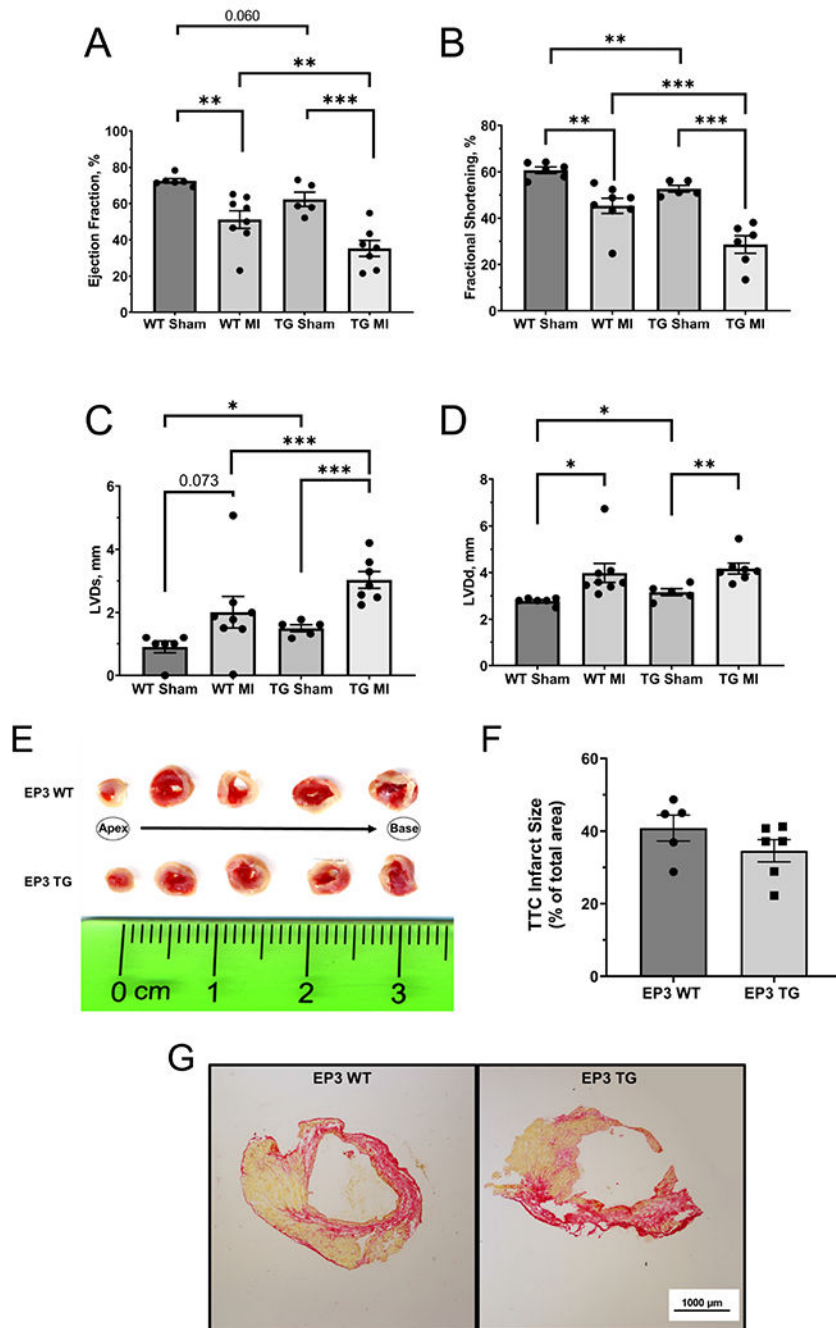 A
0.060
**
**
***
Ejection Fraction, %
100
80
60
40
20
0
WT Sham WT MI TG Sham TG MI
B
**
***
**
***
Fractional Shortening, %
80
60
40
20
0
WT Sham WT MI TG Sham TG MI
C
*
***
0.073
***
LVDs, mm
6
4
2
0
WT Sham WT MI TG Sham TG MI
D
*
*
**
LVDd, mm
8
6
4
2
0
WT Sham WT MI TG Sham TG MI
E
EP3 WT
Apex Base
EP3 TG
0 cm 1 2 3
F
TTC Infarct Size
(% of total area)
60
40
20
0
EP3 WT EP3 TG
G
EP3 WT EP3 TG
1000 µm